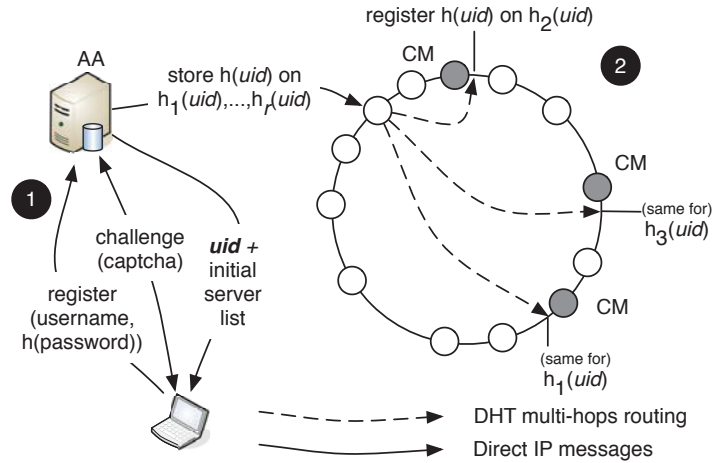 register h(uid) on h2(uid)
AA
CM
2
store h(uid) on
h1(uid),...,hr(uid)
CM
1
(same for)
h3(uid)
challenge
(captcha)
uid +
initial
server
list
register
(username,
h(password))
CM
(same for)
h1(uid)
DHT multi-hops routing
Direct IP messages